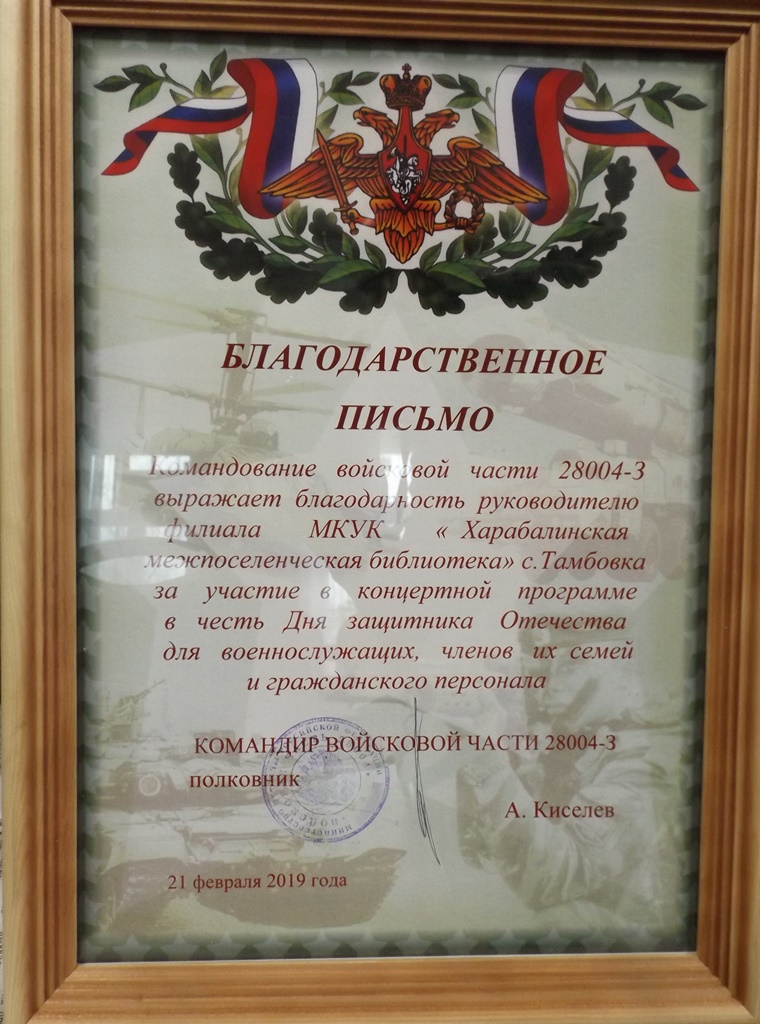 БЛАГОДАРСТВЕННОЕ
ПИСЬМО
Командование войсковой части 28004-З
выражает благодарность руководителю
филиала МКУК « Харабалинская
межпоселенческая библиотека» с.Тамбовка
за участие в концертной программе
в честь Дня защитника Отечества
для военнослужащих, членов их семей
и гражданского персонала
КОМАНДИР ВОЙСКОВОЙ ЧАСТИ 28004-З
полковник
А. Киселев
21 февраля 2019 года